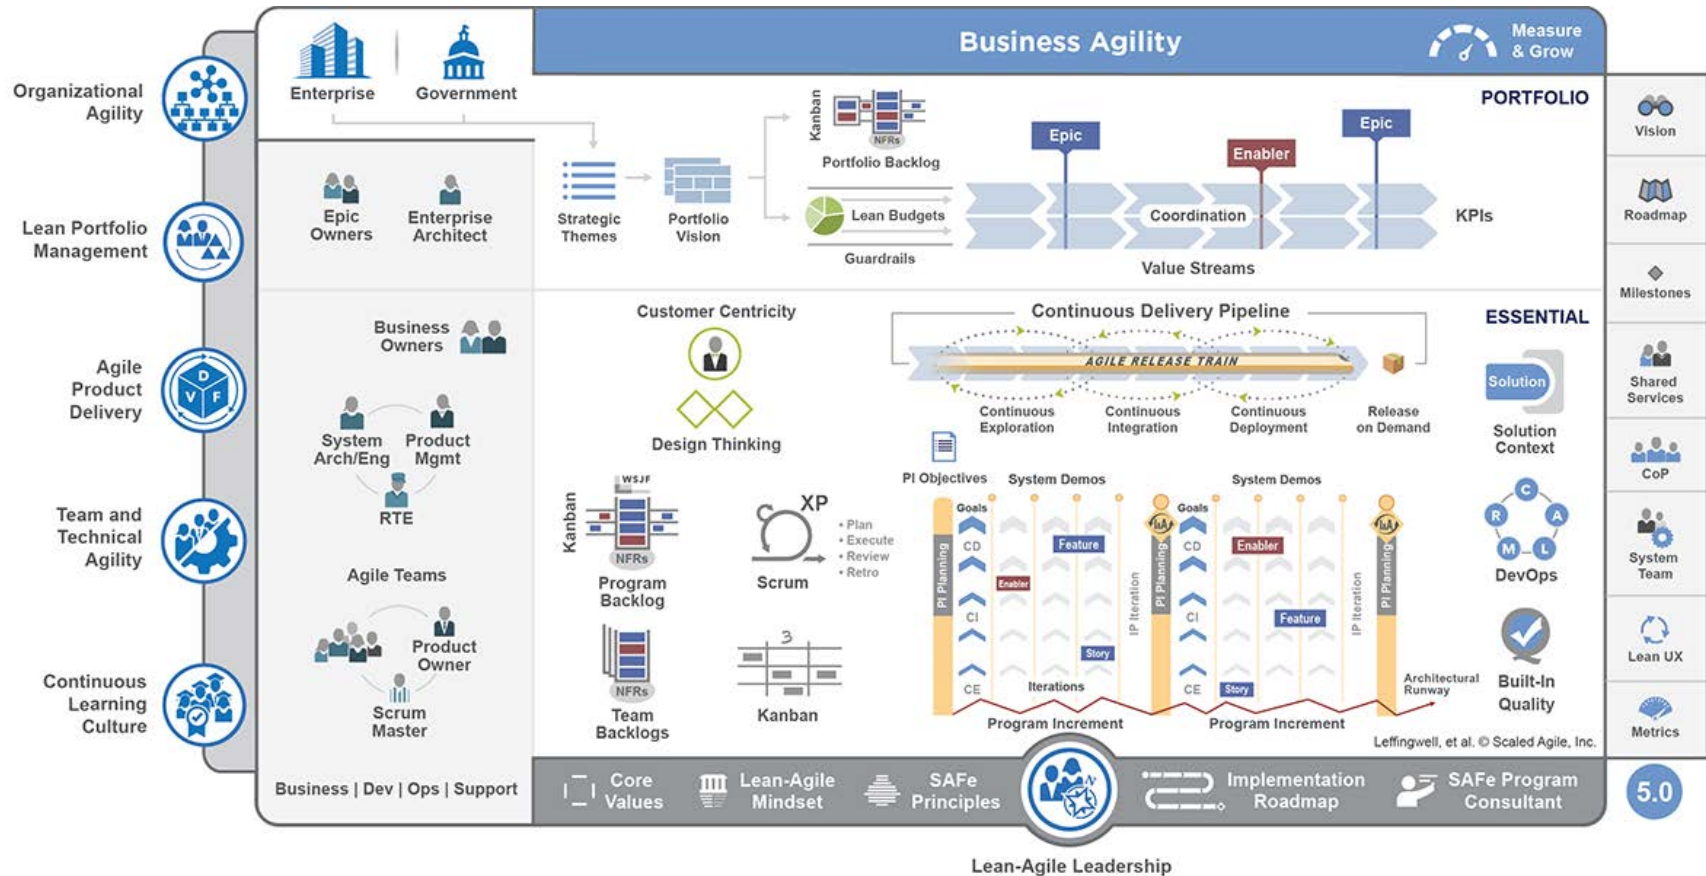 Organizational
Agility
Lean Portfolio
Management
Agile
Product
Delivery
D
V F
Team and
Technical
Agility
Continuous
Learning
Culture
Enterprise
Government
Business Agility
Measure
& Grow
PORTFOLIO
Epic
Owners
Enterprise
Architect
Strategic
Themes
Portfolio
Vision
Kanban
NFRs
Portfolio Backlog
Lean Budgets
Guardrails
Epic
Enabler
Epic
Coordination
Value Streams
KPIs
ESSENTIAL
Business
Owners
System
Arch/Eng
Product
Mgmt
RTE
Agile Teams
Product
Owner
Scrum
Master
Business | Dev | Ops | Support
Customer Centricity
Design Thinking
Kanban
WSJF
NFRs
Program
Backlog
XP
• Plan
• Execute
• Review
• Retro
Scrum
NFRs
Team
Backlogs
3
Kanban
Continuous Delivery Pipeline
AGILE RELEASE TRAIN
Continuous
Exploration
Continuous
Integration
Continuous
Deployment
Release
on Demand
PI Objectives
System Demos
System Demos
PI Planning
Goals
CD
CI
CE
Enabler
Feature
Story
Iterations
IP Iteration
I&A
PI Planning
Goals
CD
CI
CE
Enabler
Feature
Story
IP Iteration
I&A
PI Planning
Program Increment
Program Increment
Architectural
Runway
Solution
Solution
Context
C
R A
M L
DevOps
Built-In
Quality
Leffingwell, et al. © Scaled Agile, Inc.
Vision
Roadmap
Milestones
Shared
Services
CoP
System
Team
Lean UX
Metrics
5.0
Core
Values
Lean-Agile
Mindset
SAFe
Principles
N
Implementation
Roadmap
SAFe Program
Consultant
Lean-Agile Leadership